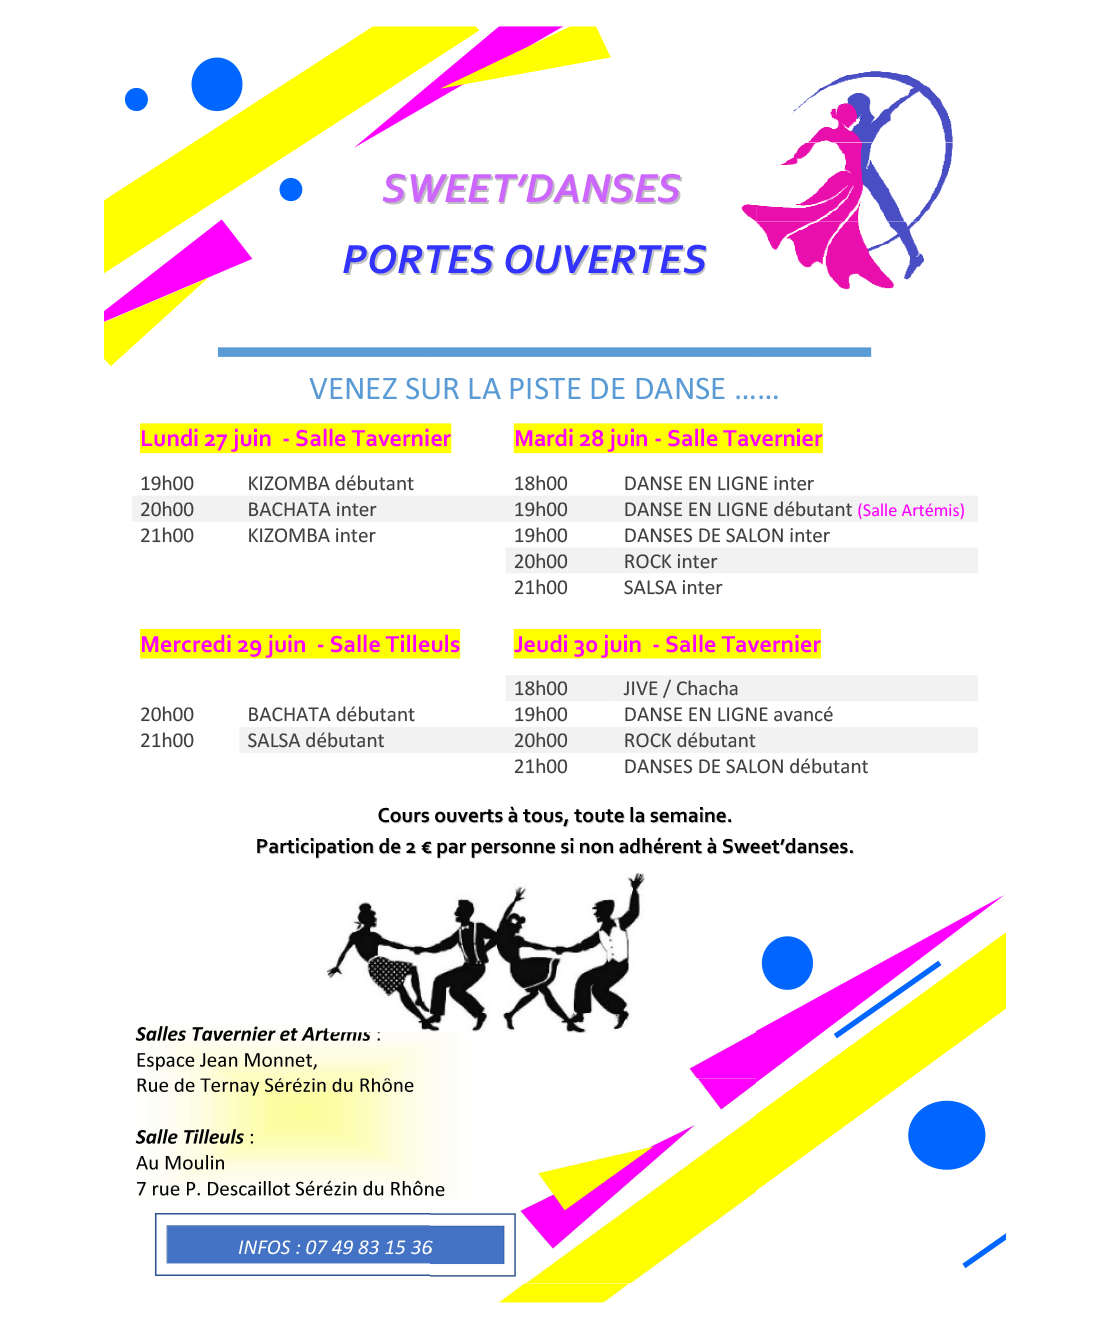 SWEET’DANSES
PORTES OUVERTES
VENEZ SUR LA PISTE DE DANSE ......
Lundi 27 juin - Salle Tavernier
19h00 KIZOMBA débutant
20h00 BACHATA inter
21h00 KIZOMBA inter
Mardi 28 juin - Salle Tavernier
18h00 DANSE EN LIGNE inter
19h00 DANSE EN LIGNE débutant (Salle Artémis)
19h00 DANSES DE SALON inter
20h00 ROCK inter
21h00 SALSA inter
Mercredi 29 juin - Salle Tilleuls
20h00 BACHATA débutant
21h00 SALSA débutant
Jeudi 30 juin - Salle Tavernier
18h00 JIVE / Chacha
19h00 DANSE EN LIGNE avancé
20h00 ROCK débutant
21h00 DANSES DE SALON débutant
Cours ouverts à tous, toute la semaine.
Participation de 2 € par personne si non adhérent à Sweet’danses.
Salles Tavernier et Artémis :
Espace Jean Monnet,
Rue de Ternay Sérézin du Rhône
Salle Tilleuls :
Au Moulin
7 rue P. Descaillot Sérézin du Rhône
INFOS : 07 49 83 15 36